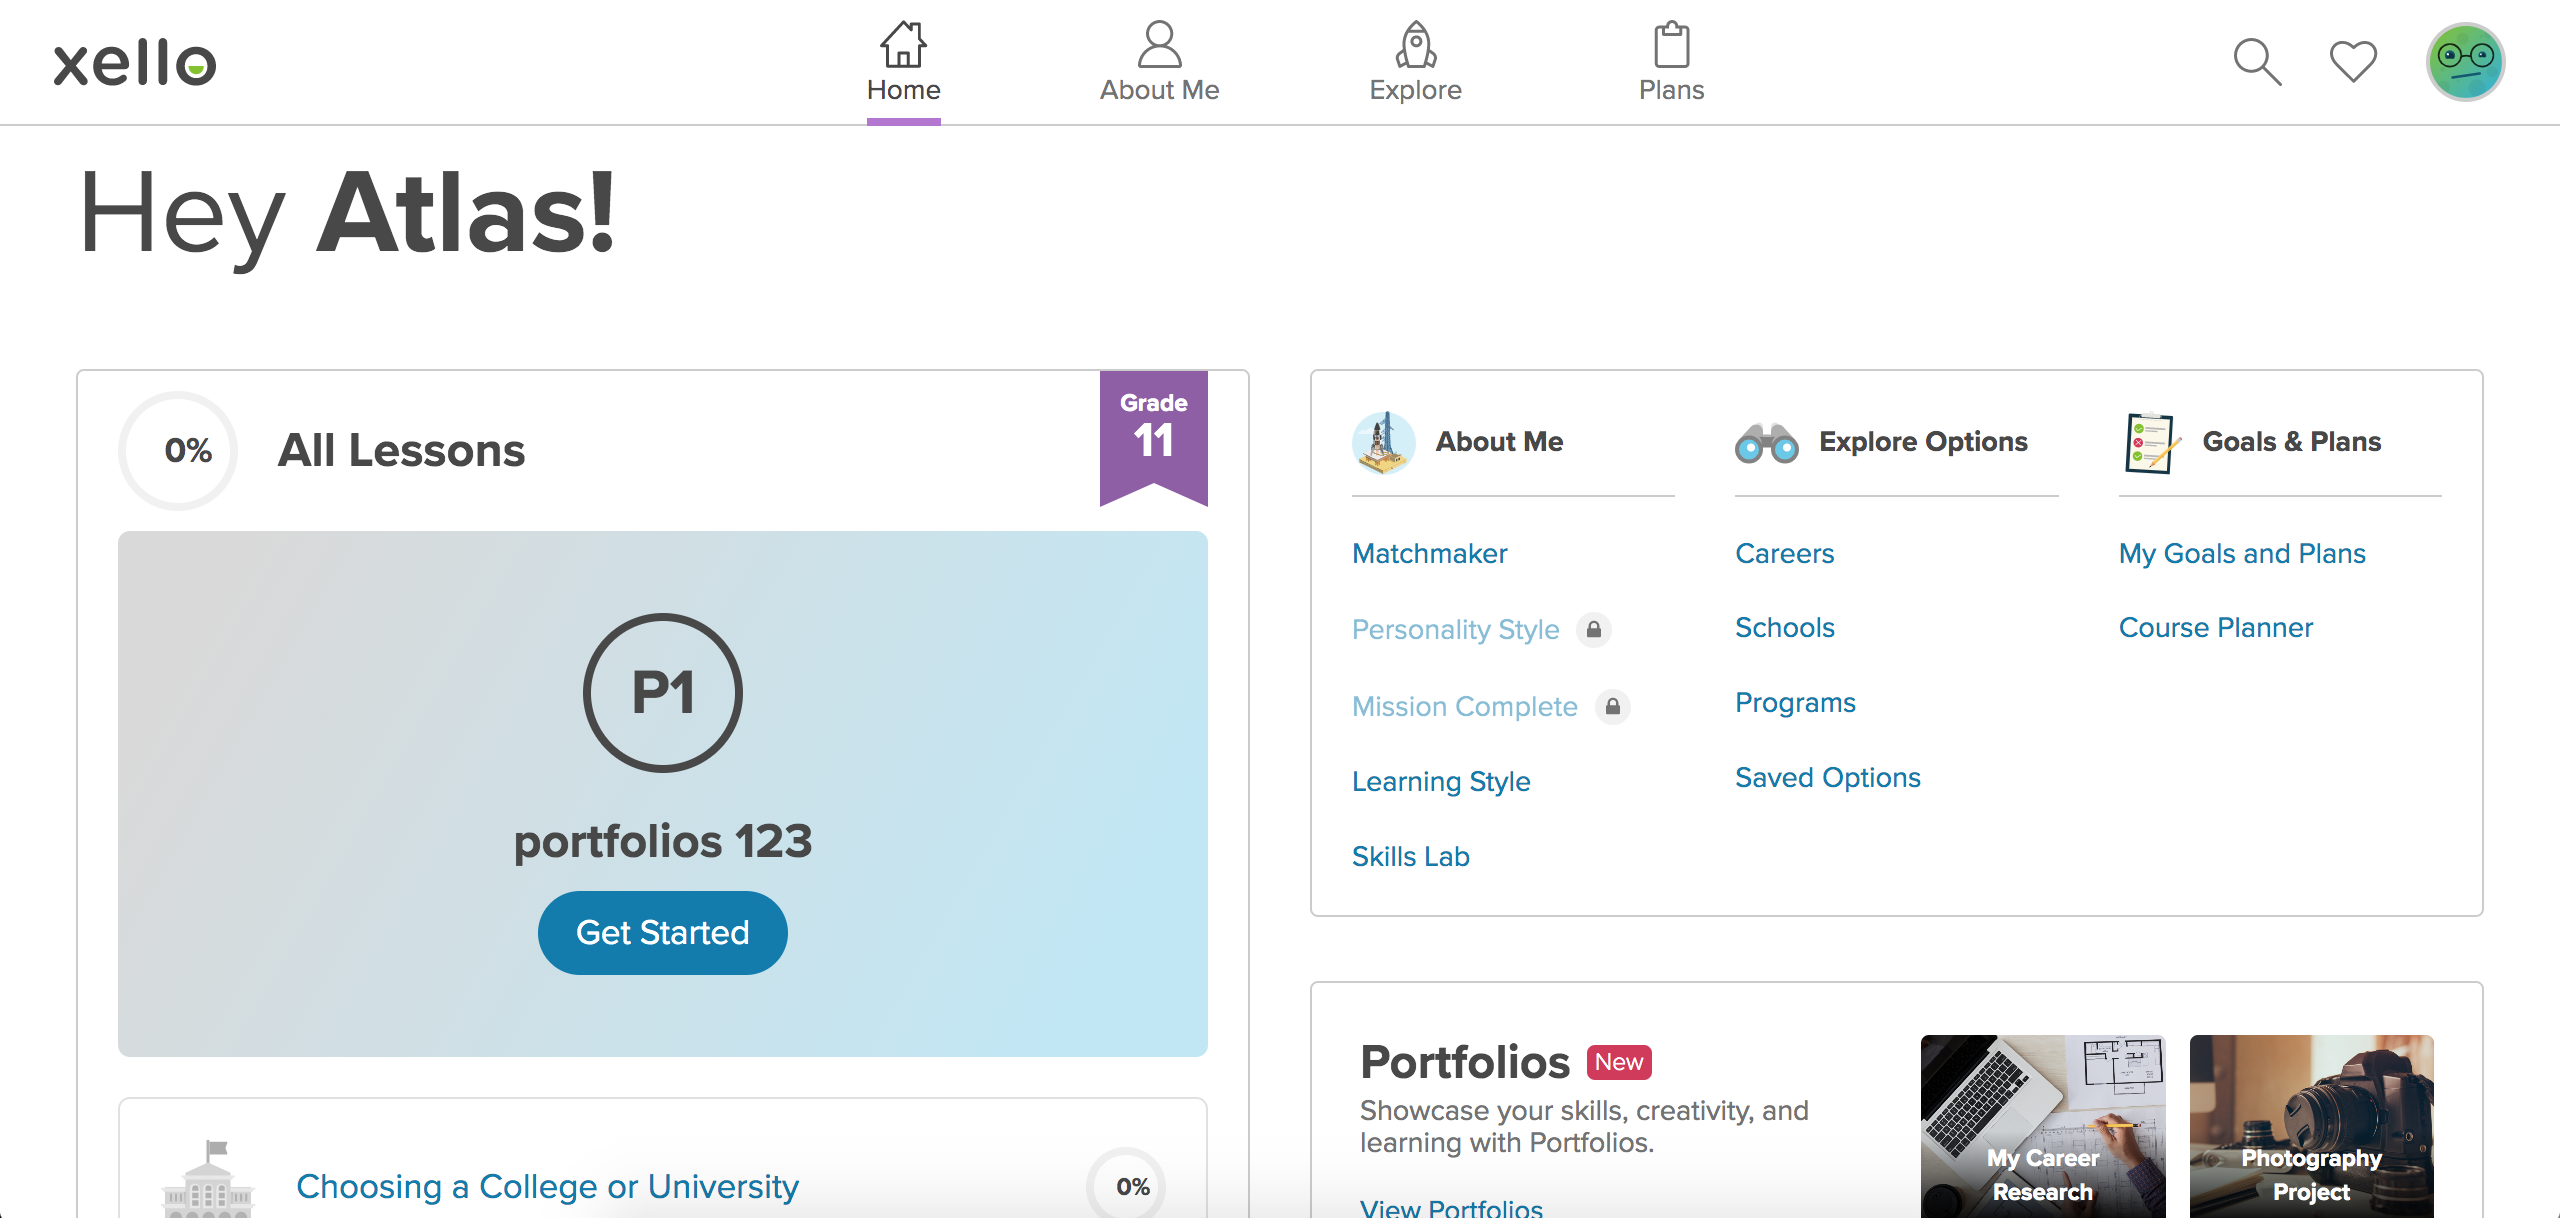 xello
Home
About Me
Explore
Plans
Hey Atlas!
0%
All Lessons
Grade
11
P1
portfolios 123
Get Started
Choosing a College or University
0%
About Me
Matchmaker
Personality Style
Mission Complete
Learning Style
Skills Lab
Explore Options
Careers
Schools
Programs
Saved Options
Goals & Plans
My Goals and Plans
Course Planner
Portfolios New
Showcase your skills, creativity, and
learning with Portfolios.
View Portfolios
My Career
Research
Photography
Project